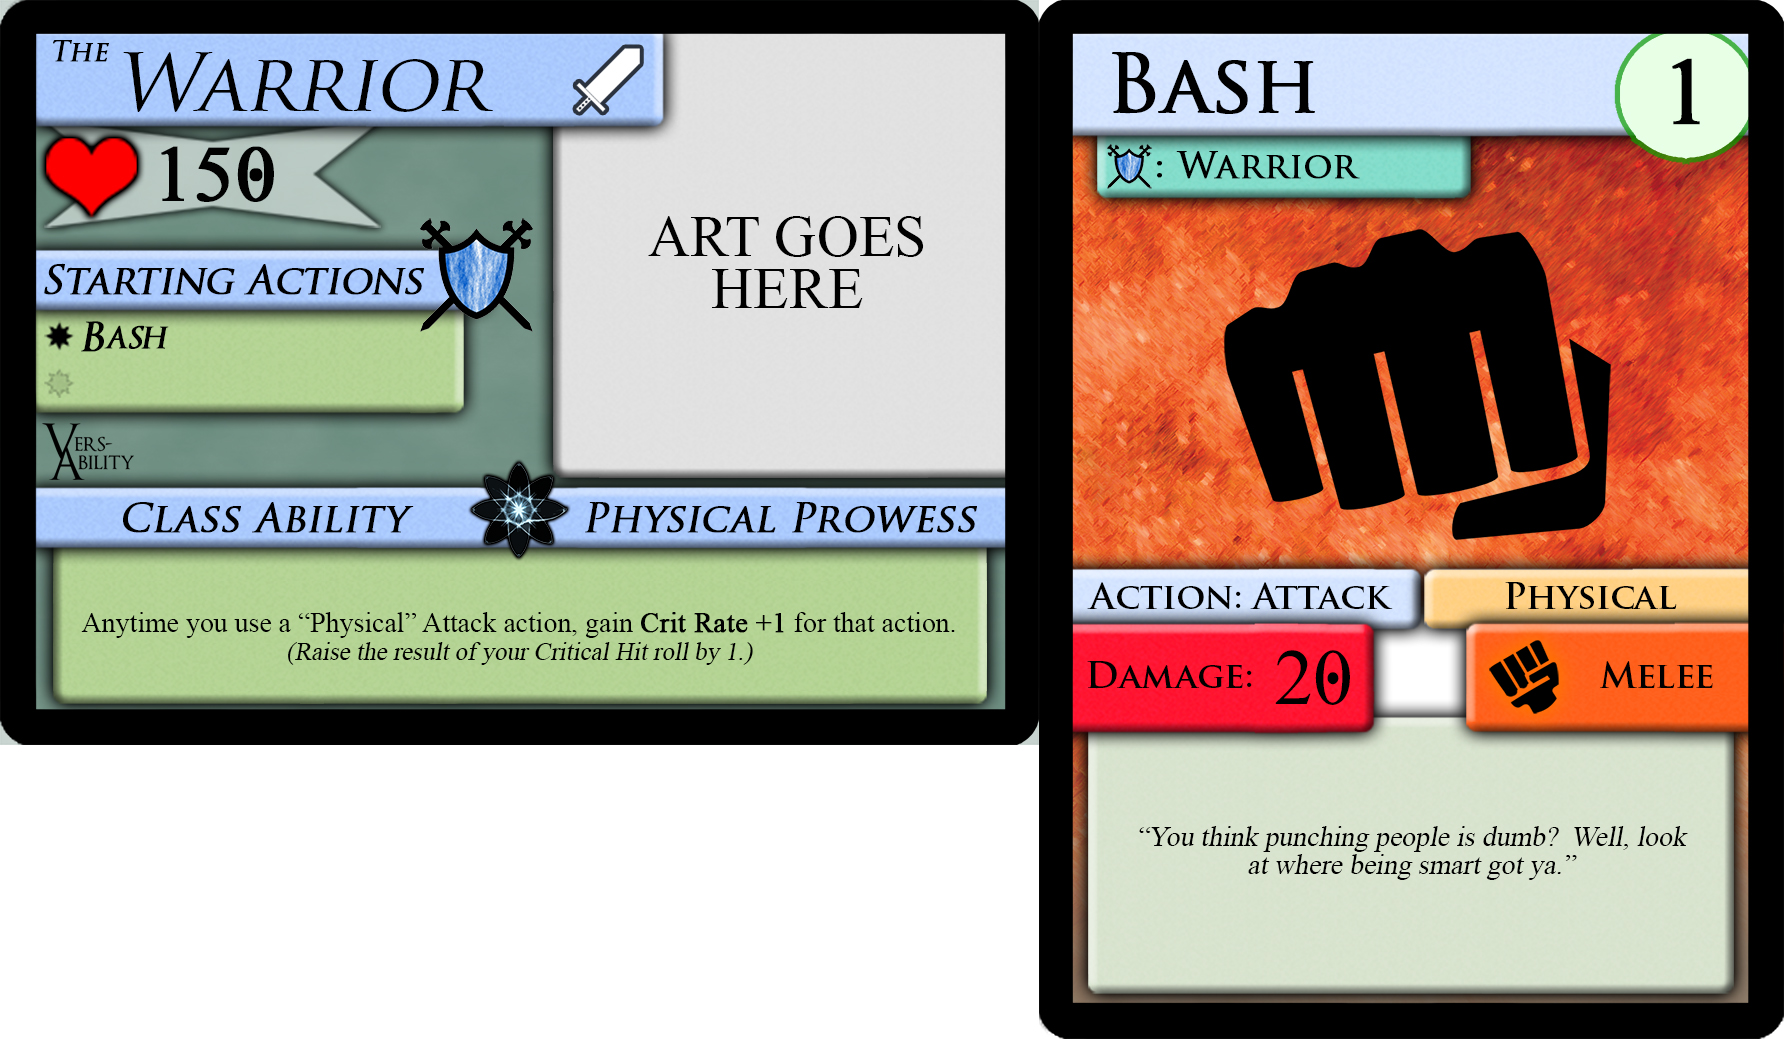 THE WARRIOR
150
STARTING ACTIONS
BASH
VERS-
ABILITY
ART GOES
HERE
CLASS ABILITY PHYSICAL PROWESS
Anytime you use a “Physical” Attack action, gain Crit Rate +1 for that action.
(Raise the result of your Critical Hit roll by 1.)
BASH 1
: WARRIOR
ACTION: ATTACK PHYSICAL
DAMAGE: 20 MELEE
“You think punching people is dumb? Well, look
at where being smart got ya.”